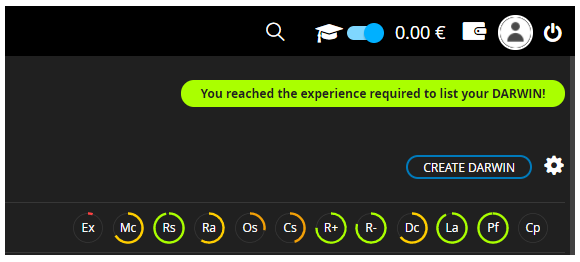 0.00 €
You reached the experience required to list your DARWIN!
CREATE DARWIN
Ex Mc Rs Ra Os Cs R+ R- Dc La Pf Cp